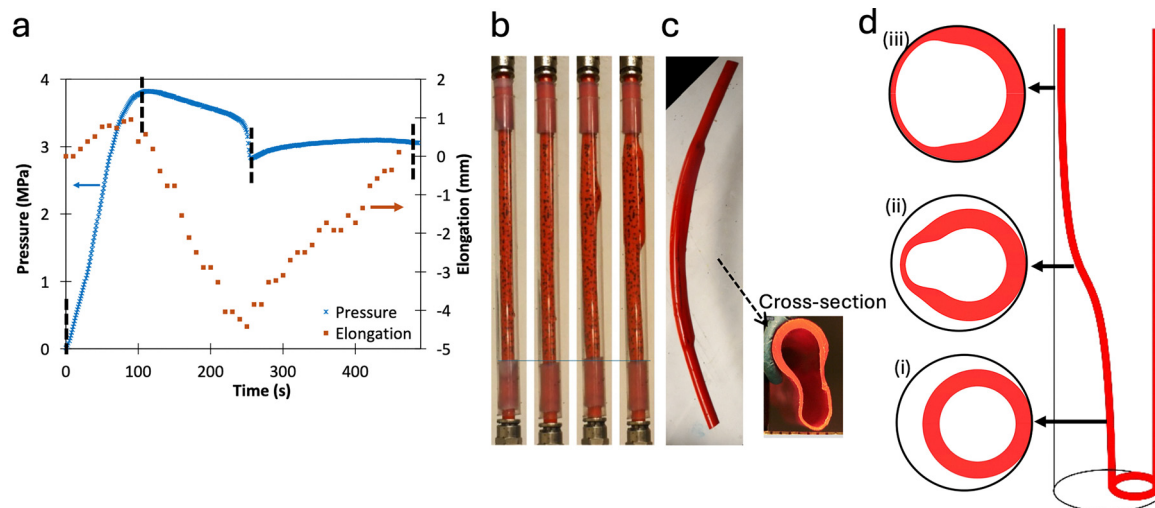 a
b
c
d
4
3
2
1
0
Pressure (MPa)
2
1
0
-1
-2
-3
-4
-5
Elongation (mm)
Pressure
Elongation
0
100
200
300
400
Time (s)
Cross-section
(iii)
(ii)
(i)